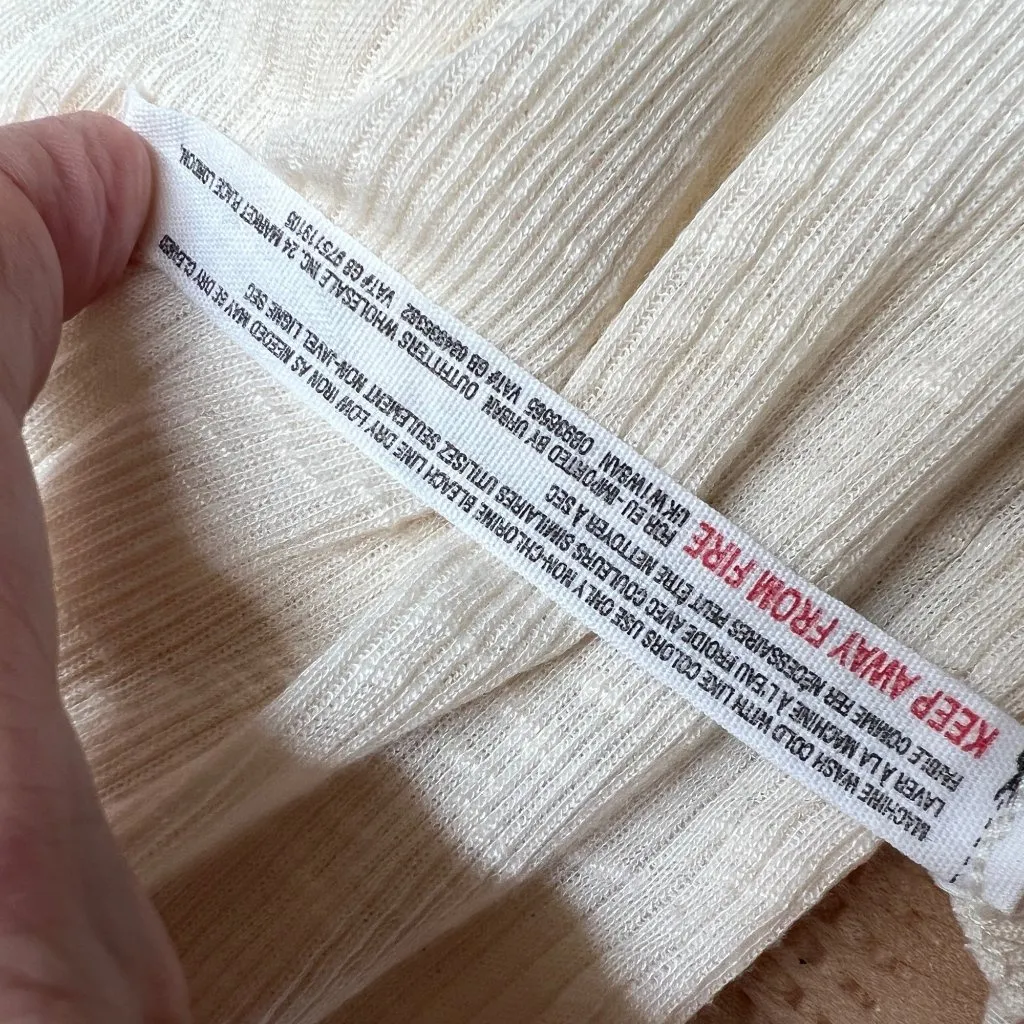 MACHINE WASH COLD WITH LIKE COLORS USE ONLY NON-CHLORINE BLEACH LINE DRY LOW IRON AS NEEDED MAY BE DRY CLEANED
LAVER À LA MACHINE À L'EAU FROIDE AVEC COULEURS SIMILAIRES UTILISEZ SEULEMENT NON-JAVEL LIGNE SEC
FAIBLE COMME FER NÉCESSAIRES PEUT ÊTRE NETTOYER À SEC
KEEP AWAY FROM FIRE
FOR EU-IMPORTED BY URBAN OUTFITTERS WHOLESALE INC, 24 MARKET PLACE LONDON,
UK W1W8AN VAT# GB VAT# GB 975119105